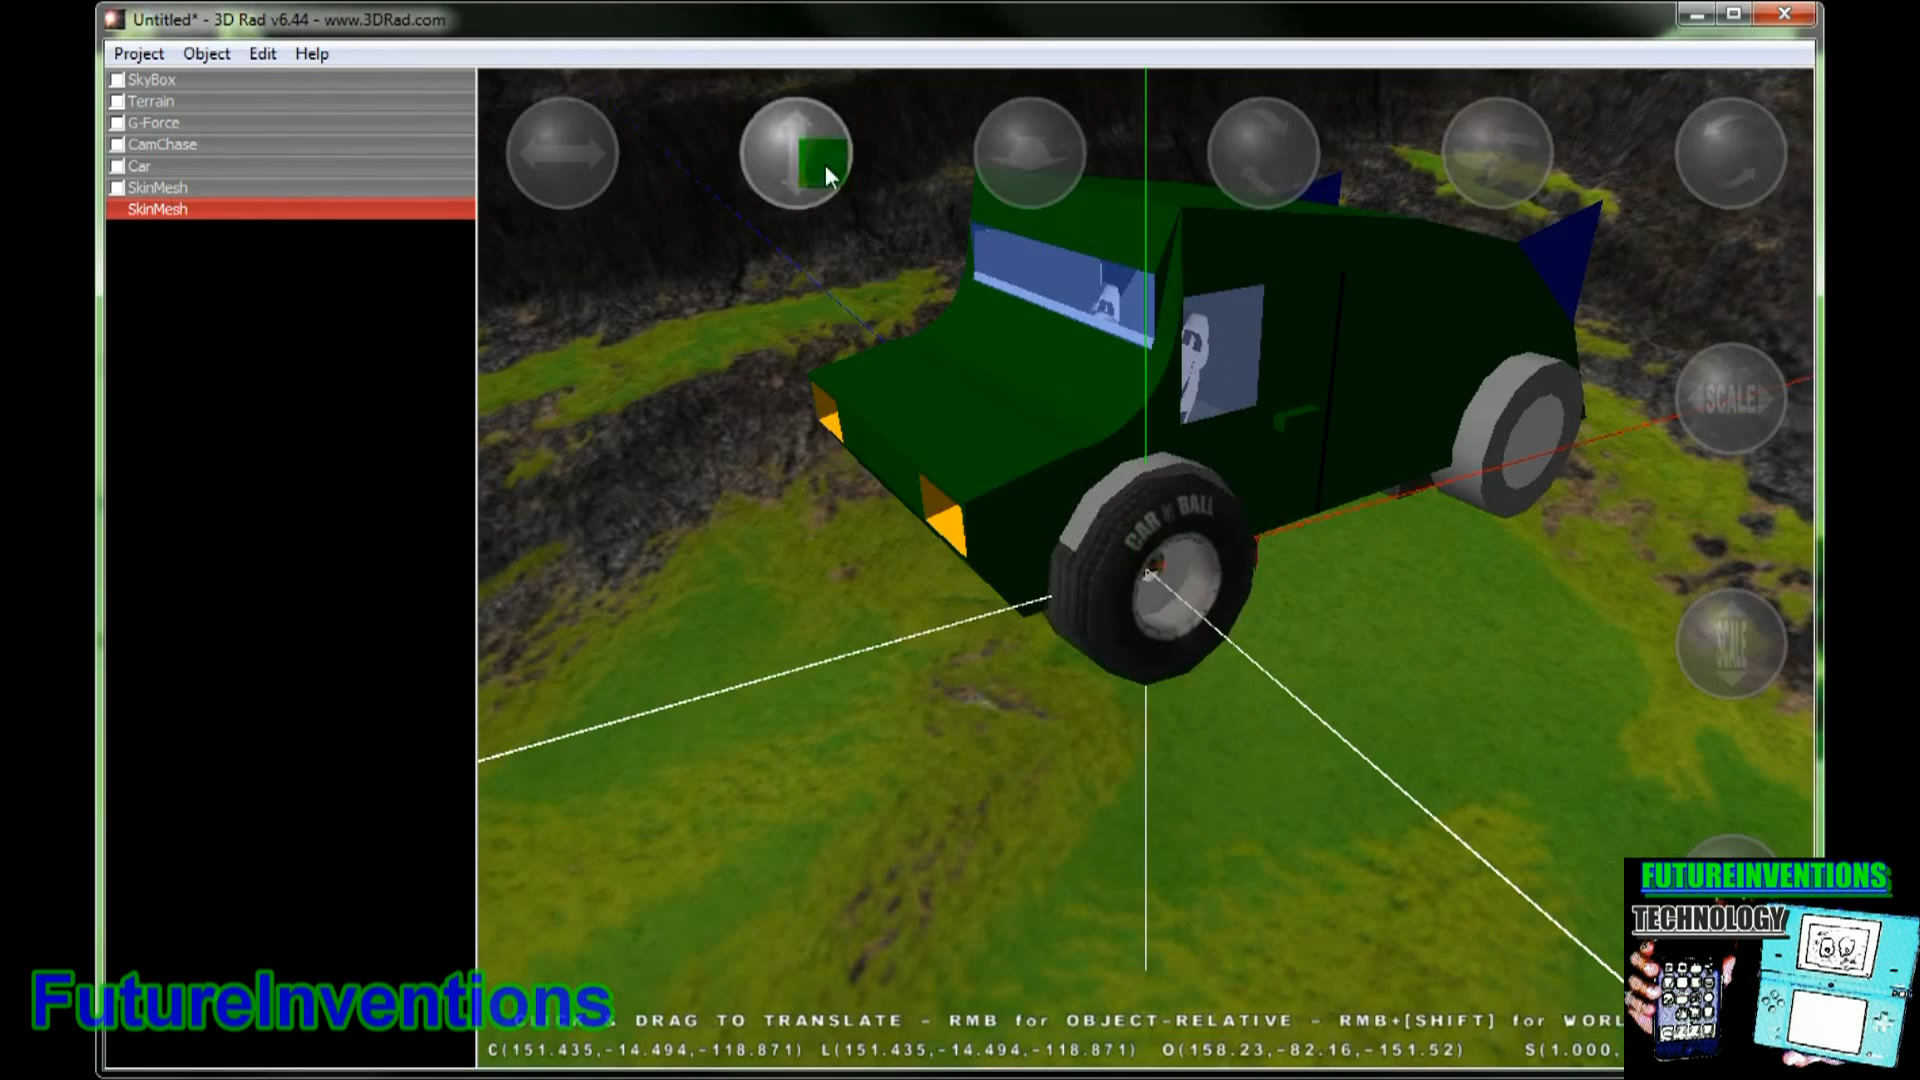 Untitled* - 3D Rad v6.44 - www.3DRad.com
Project Object Edit Help
SkyBox
Terrain
G-Force
CamChase
Car
SkinMesh
SkinMesh
SCALE
SCALE
CAR BALL
FUTUREINVENTIONS
TECHNOLOGY
FutureInventions
DRAG TO TRANSLATE - RMB for OBJECT-RELATIVE - RMB+[SHIFT] for WORL
C(151.435,-14.494,-118.871) L(151.435,-14.494,-118.871) O(158.23,-82.16,-151.52) S(1.000,